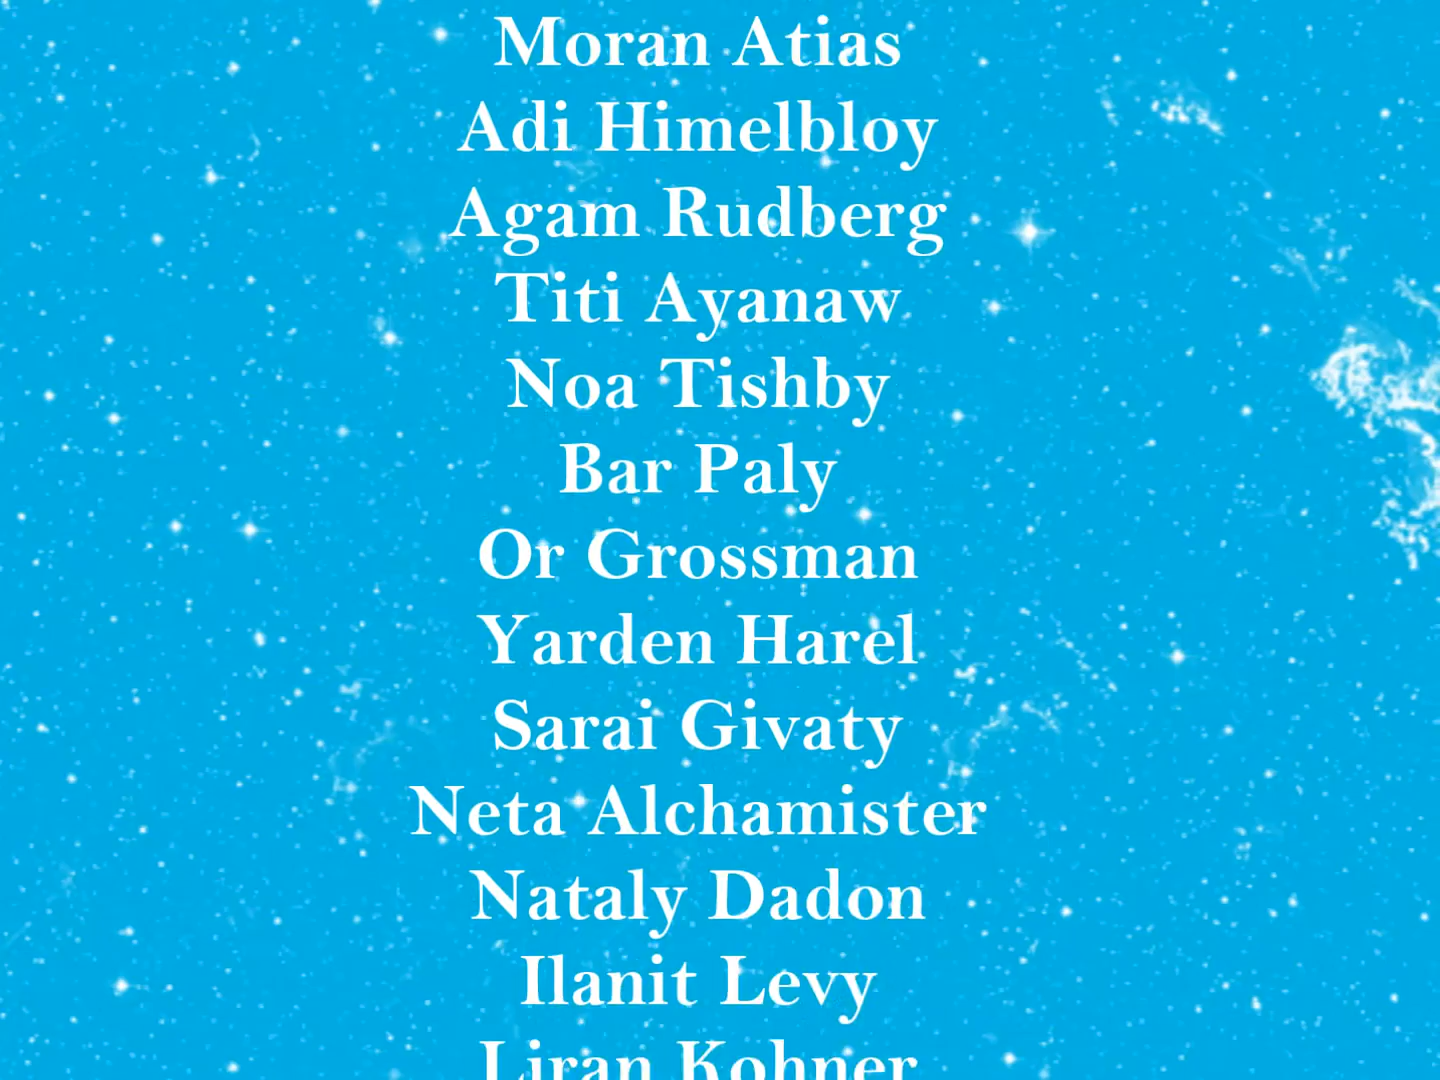 Moran Atias
Adi Himelbloy
Agam Rudberg
Titi Ayanaw
Noa Tishby
Bar Paly
Or Grossman
Yarden Harel
Sarai Givaty
Neta Alchamister
Nataly Dadon
Ilanit Levy
Liran Kohner